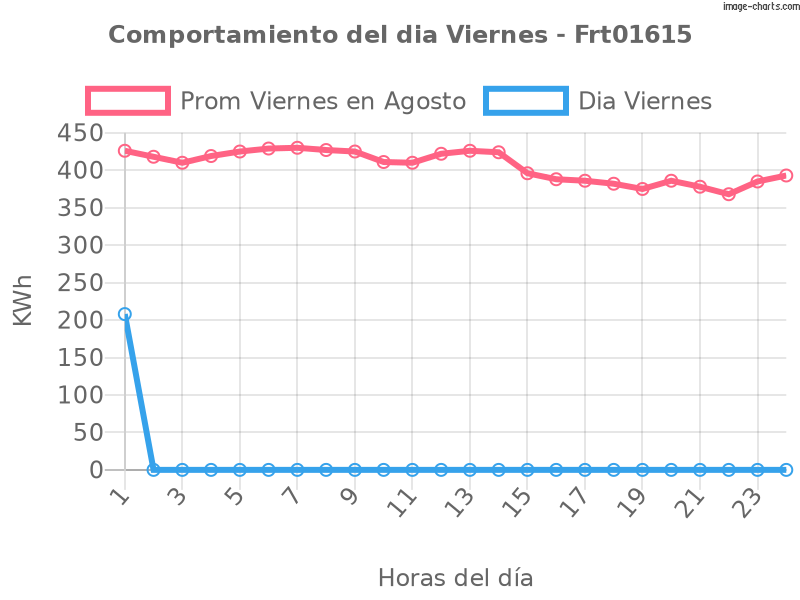 image-charts.com
Comportamiento del dia Viernes - Frt01615
Prom Viernes en Agosto Dia Viernes
450
400
350
300
250
200
150
100
50
0
KWh
1 3 5 7 9 11 13 15 17 19 21 23
Horas del día